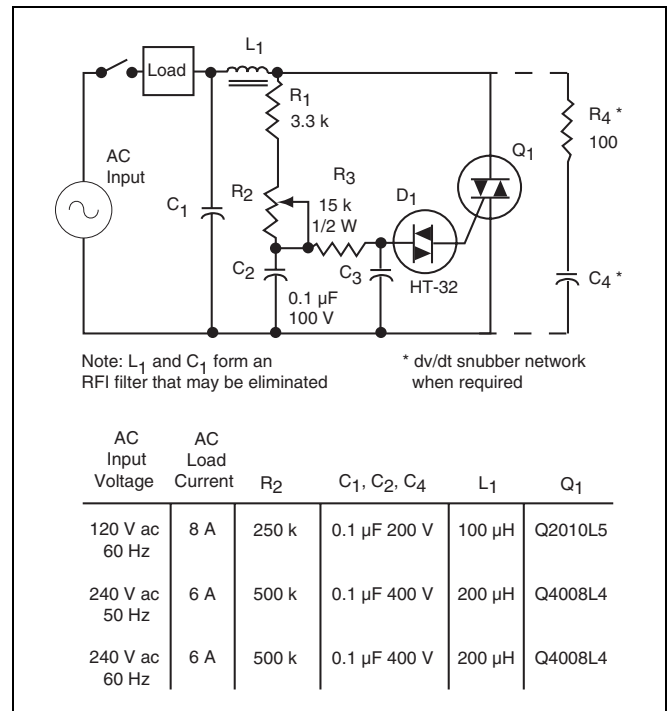 L1
Load
R1
3.3 k
R4 *
100
AC
Input
Q1
R3
D1
R2
15 k
1/2 W
C1
C2
C3
HT-32
C4 *
0.1 µF
100 V
Note: L1 and C1 form an
RFI filter that may be eliminated
* dv/dt snubber network
when required
AC Input Voltage AC Load Current R2 C1, C2, C4 L1 Q1
120 V ac 8 A 250 k 0.1 µF 200 V 100 µH Q2010L5
60 Hz
240 V ac 6 A 500 k 0.1 µF 400 V 200 µH Q4008L4
50 Hz
240 V ac 6 A 500 k 0.1 µF 400 V 200 µH Q4008L4
60 Hz